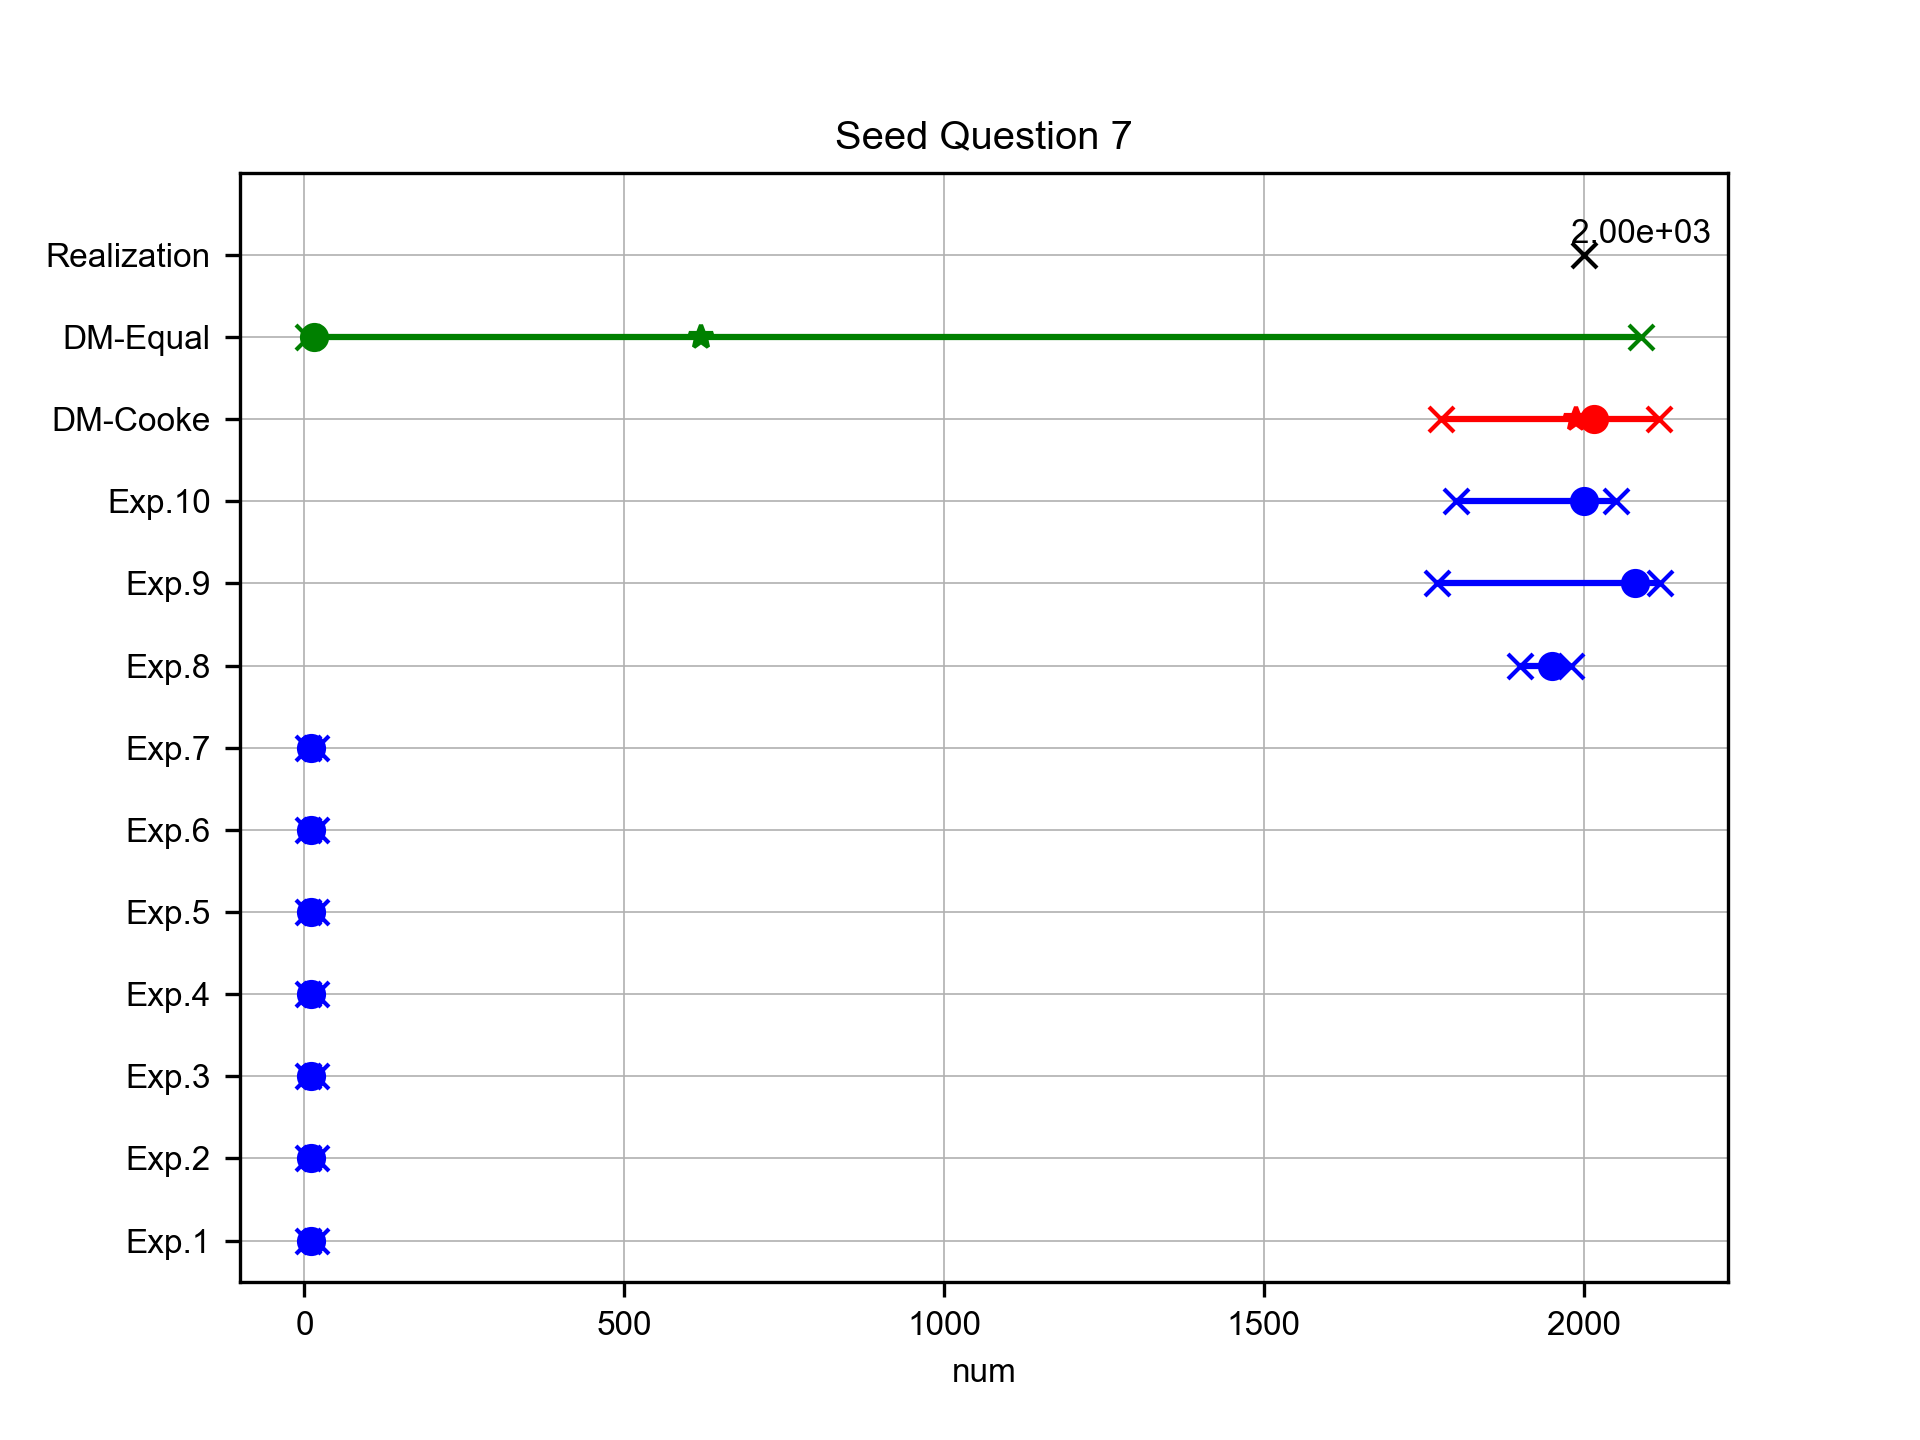 Seed Question 7
2.00e+03
Realization
DM-Equal
DM-Cooke
Exp.10
Exp.9
Exp.8
Exp.7
Exp.6
Exp.5
Exp.4
Exp.3
Exp.2
Exp.1
0 500 1000 1500 2000
num